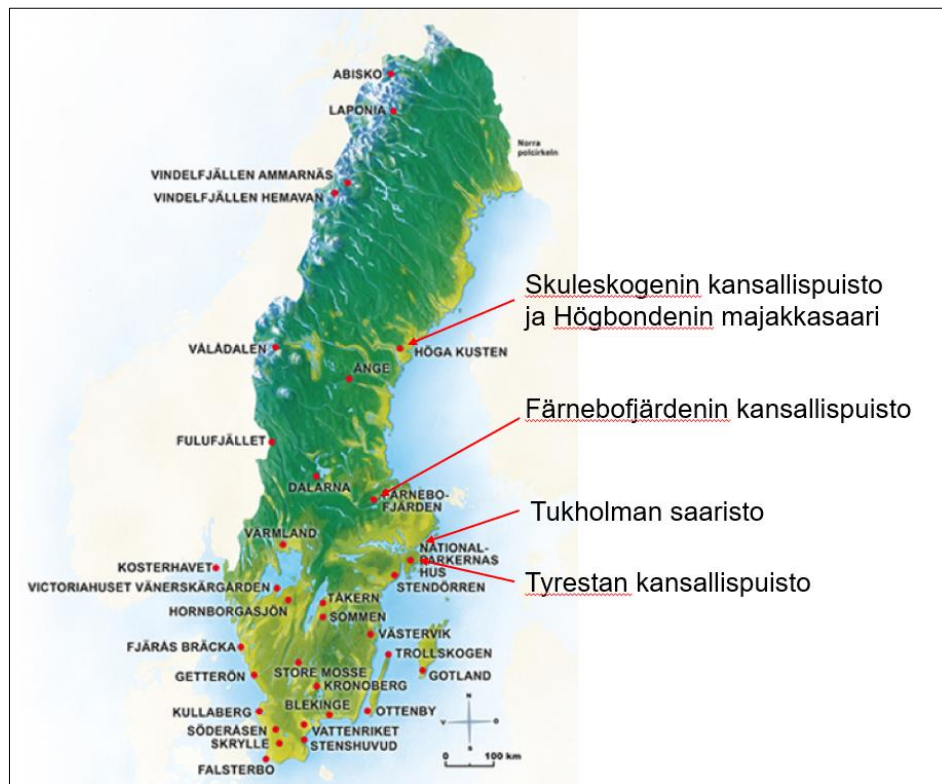 ABISKO
LAPONIA
Norra
polcirkeln
VINDELFJÄLLEN AMMARNÄS
VINDELFJÄLLEN HEMAVAN
Skuleskogenin kansallispuisto
ja Högbondenin majakkasaari
VÅLÅDALEN
HÖGA KUSTEN
ÅNGE
Färnebofjärdenin kansallispuisto
FULUFJÄLLET
DALARNA
FÄRNEBO-
FJÄRDEN
Tukholman saaristo
VÄRMLAND
NATIONAL-
PARKERNAS
HUS
KOSTERHAVET
Tyrestan kansallispuisto
STENDÖRREN
VICTORIAHUSET VÄNERSKÄRGÅRDEN
HORNBORGASJÖN
TÅKERN
SOMMEN
VÄSTERVIK
FJÄRÅS BRÄCKA
TROLLSKOGEN
STORE MOSSE
GOTLAND
GETTERÖN
KRONOBERG
KULLABERG
BLEKINGE
OTTENBY
SÖDERÅSEN
VATTENRIKET
SKRYLLE
STENSHUVUD
FALSTERBO
N
V
O
S
0 100 km